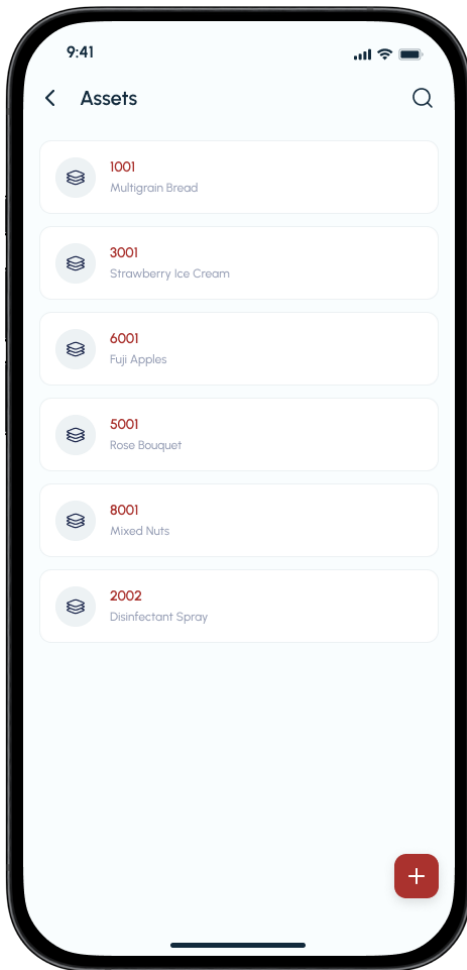 9:41
Assets
1001
Multigrain Bread
3001
Strawberry Ice Cream
6001
Fuji Apples
5001
Rose Bouquet
8001
Mixed Nuts
2002
Disinfectant Spray